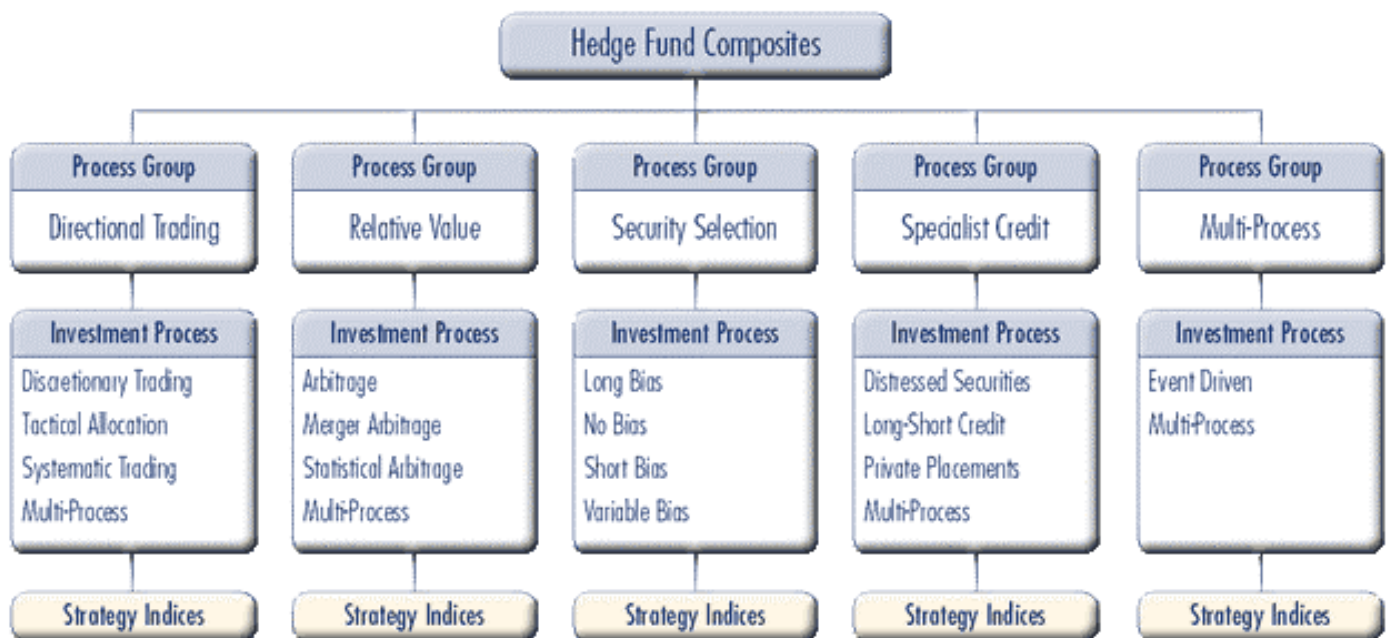 Hedge Fund Composites
Process Group
Directional Trading
Investment Process
Discretionary Trading
Tactical Allocation
Systematic Trading
Multi-Process
Strategy Indices
Process Group
Relative Value
Investment Process
Arbitrage
Merger Arbitrage
Statistical Arbitrage
Multi-Process
Strategy Indices
Process Group
Security Selection
Investment Process
Long Bias
No Bias
Short Bias
Variable Bias
Strategy Indices
Process Group
Specialist Credit
Investment Process
Distressed Securities
Long-Short Credit
Private Placements
Multi-Process
Strategy Indices
Process Group
Multi-Process
Investment Process
Event Driven
Multi-Process
Strategy Indices